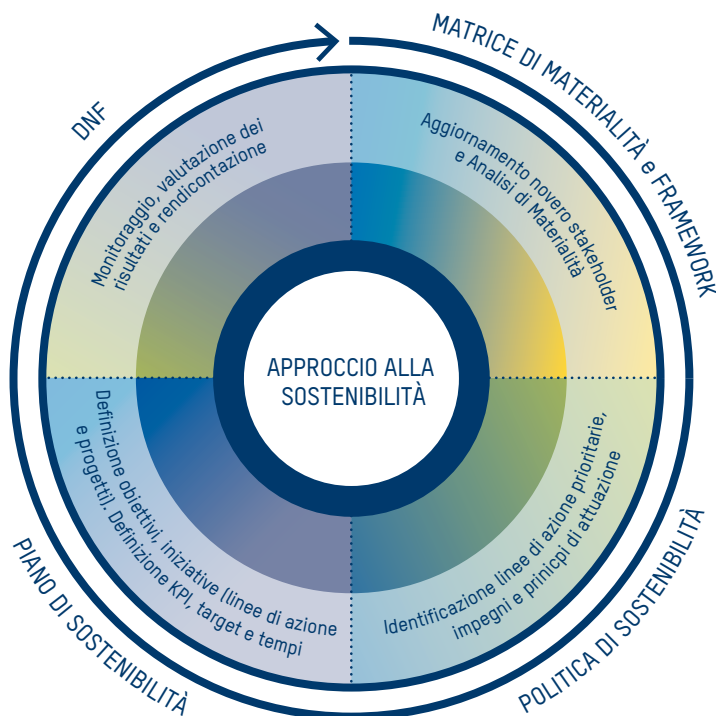 APPROCCIO ALLA
SOSTENIBILITÀ
MATRICE DI MATERIALITÀ e FRAMEWORK
Aggiornamento novero stakeholder
e Analisi di Materialità
POLITICA DI SOSTENIBILITÀ
Identificazione linee di azione prioritarie,
impegni e prinicpi di attuazione
PIANO DI SOSTENIBILITÀ
Definizione obiettivi, iniziative (linee di azione
e progetti). Definizione KPI, target e tempi
DNF
Monitoraggio, valutazione dei
risultati e rendicontazione